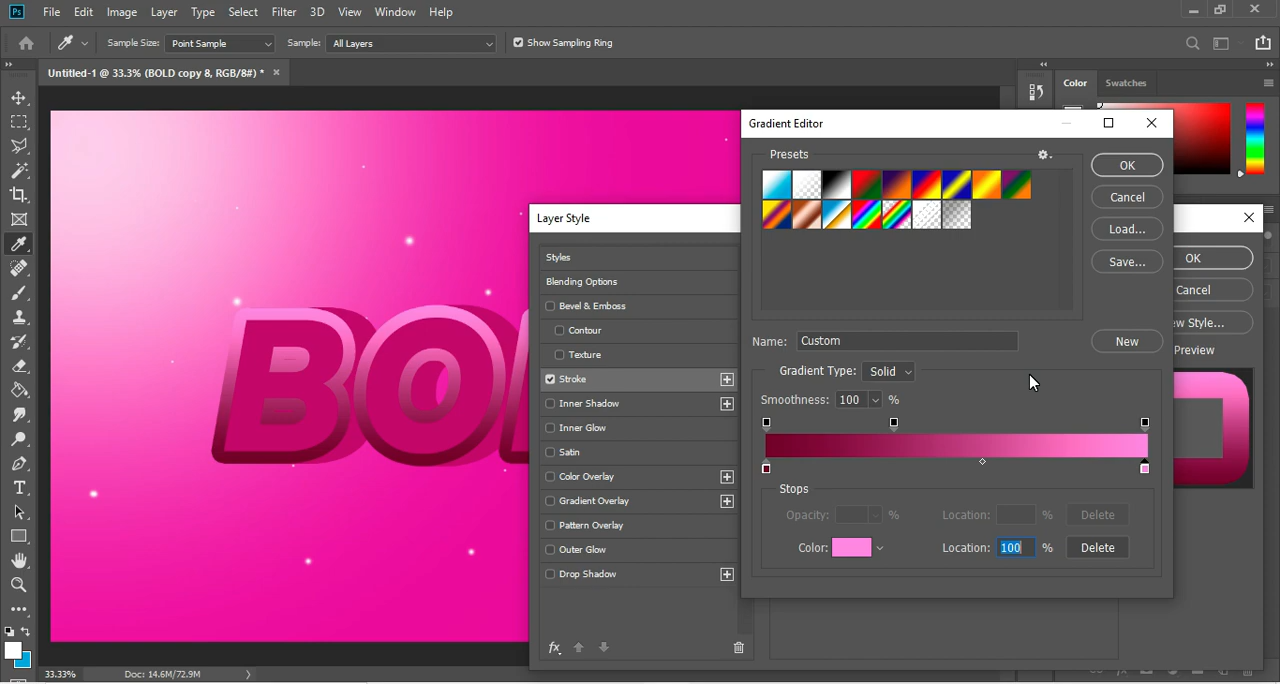 Ps File Edit Image Layer Type Select Filter 3D View Window Help
Sample Size: Point Sample Sample: All Layers Show Sampling Ring
Untitled-1 @ 33.3% (BOLD copy 8, RGB/8#) *
Color Swatches
Gradient Editor
Presets
OK
Cancel
Load...
Save...
Name: Custom
New
Gradient Type: Solid
Smoothness: 100 %
Stops
Opacity: % Location: % Delete
Color: Location: 100 % Delete
Layer Style
Styles
Blending Options
Bevel & Emboss
Contour
Texture
Stroke
Inner Shadow
Inner Glow
Satin
Color Overlay
Gradient Overlay
Pattern Overlay
Outer Glow
Drop Shadow
fx
OK
Cancel
Style...
Preview
BO
33.33% Doc: 14.6M/72.9M